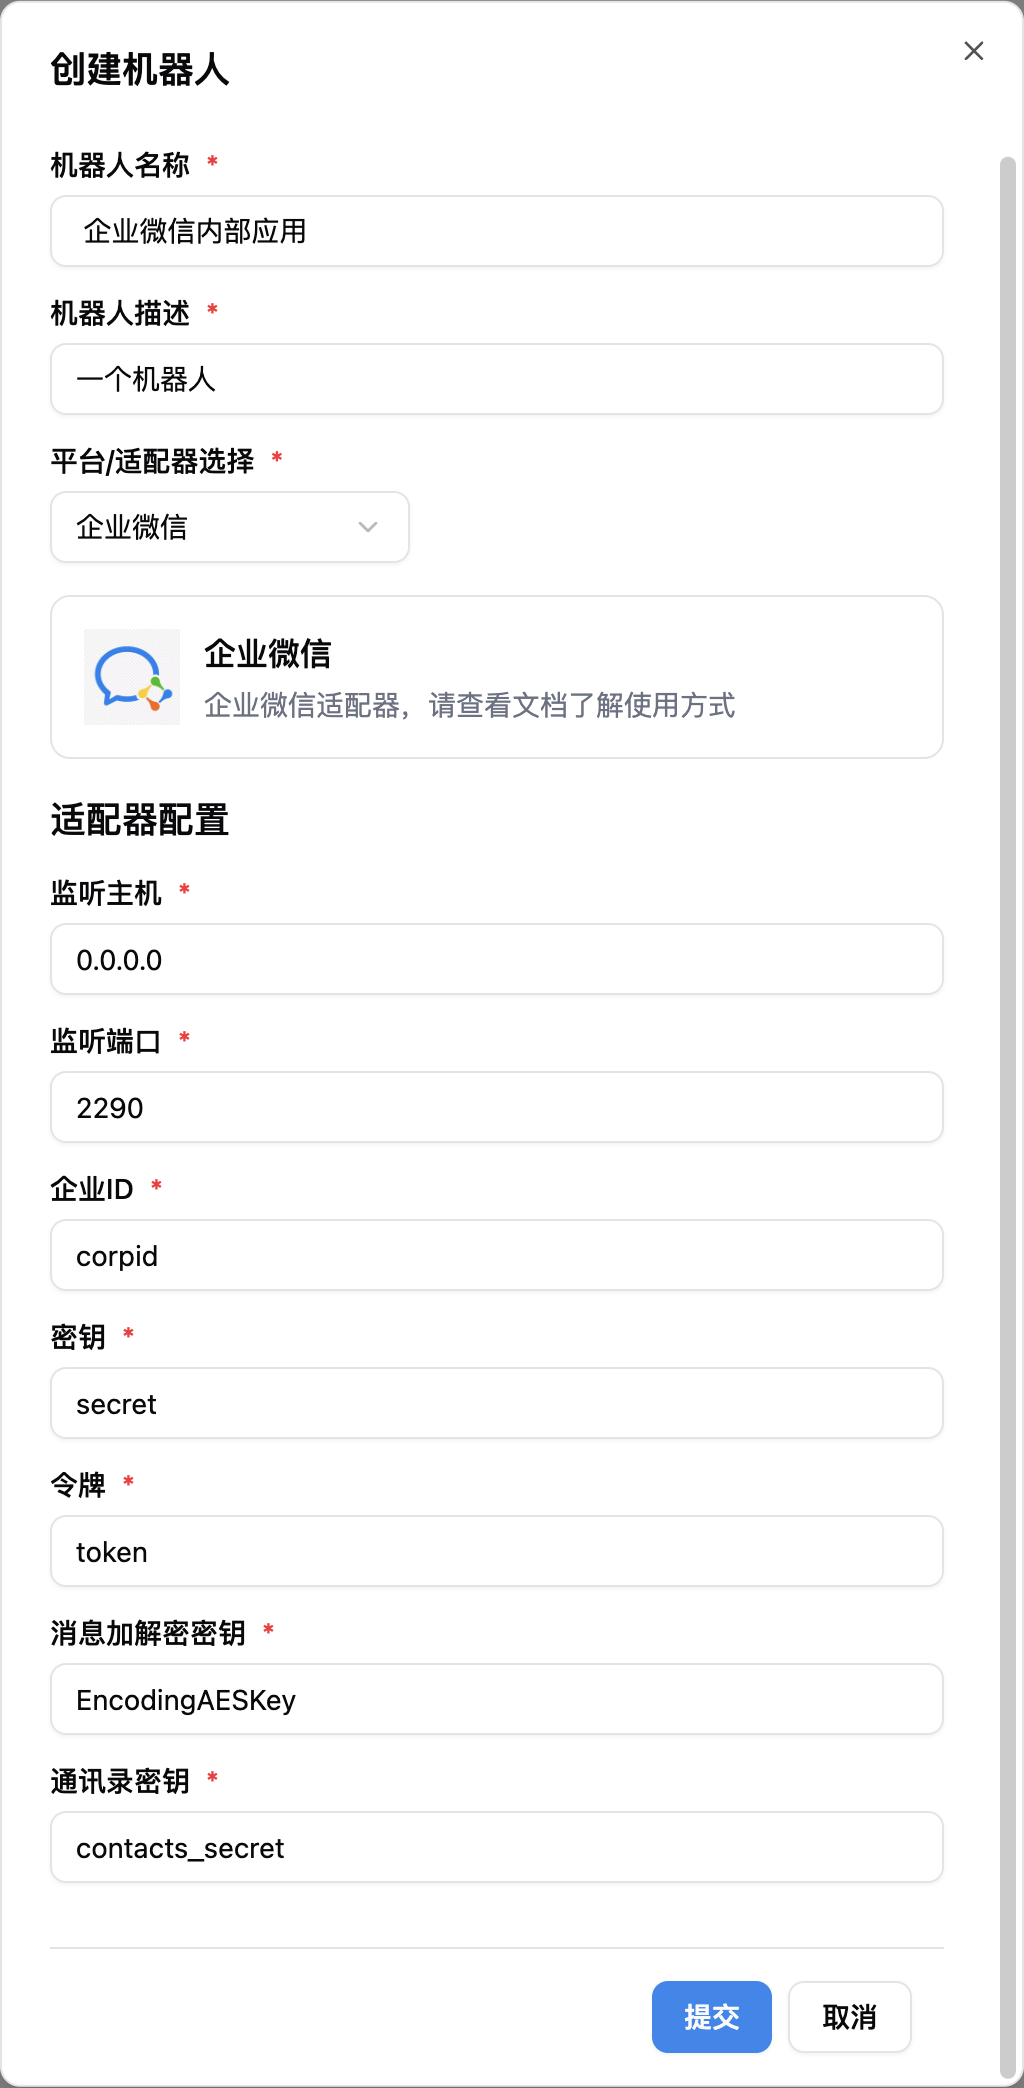 创建机器人
机器人名称 *
企业微信内部应用
机器人描述 *
一个机器人
平台/适配器选择 *
企业微信
企业微信
企业微信适配器，请查看文档了解使用方式
适配器配置
监听主机 *
0.0.0.0
监听端口 *
2290
企业ID *
corpid
密钥 *
secret
令牌 *
token
消息加解密密钥 *
EncodingAESKey
通讯录密钥 *
contacts_secret
提交 取消